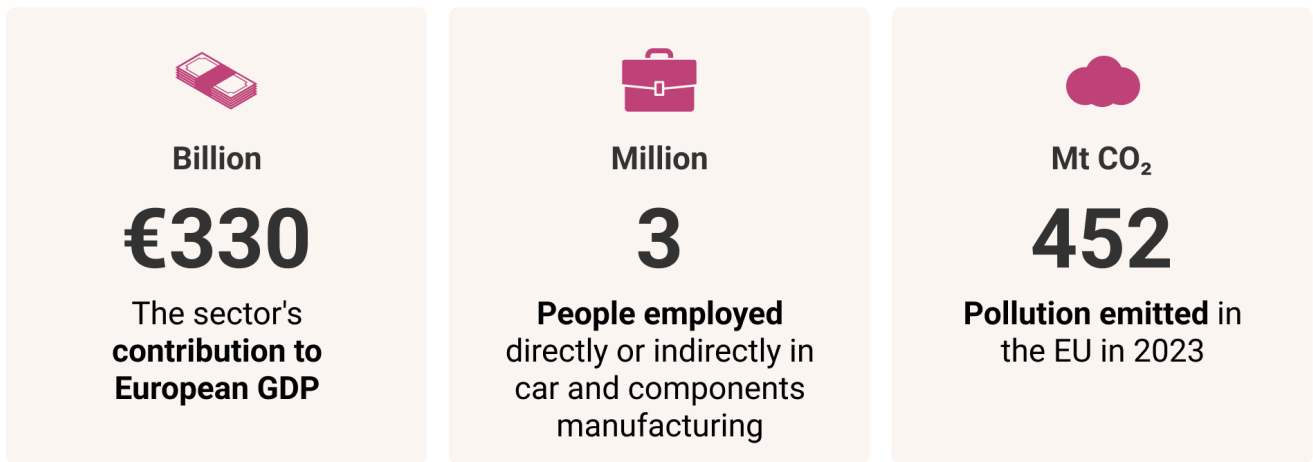 Billion
€330
The sector's
contribution to
European GDP
Million
3
People employed
directly or indirectly in
car and components
manufacturing
Mt CO₂
452
Pollution emitted in
the EU in 2023